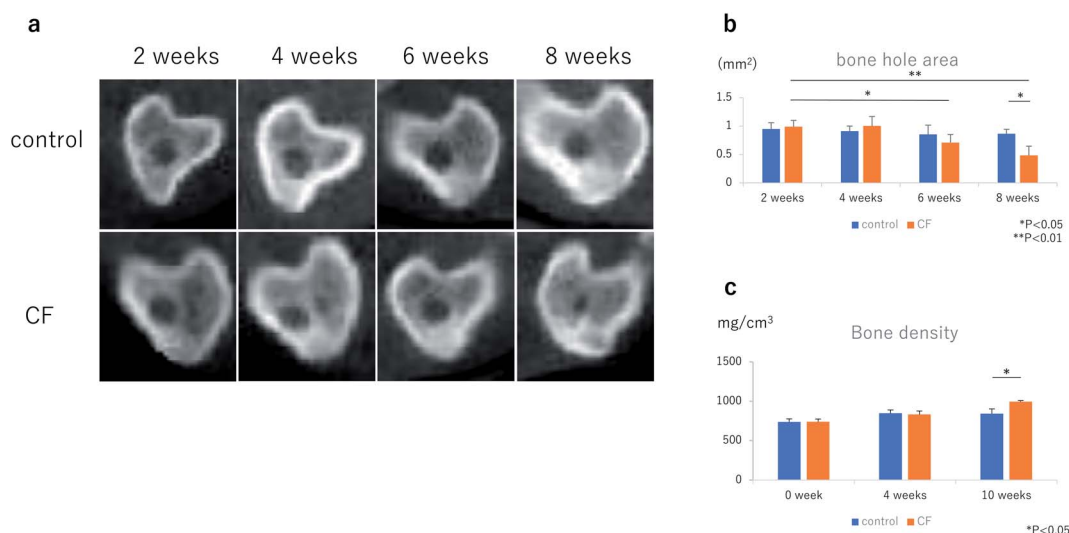 a
2 weeks 4 weeks 6 weeks 8 weeks
control
CF
b
(mm²)
bone hole area
**
*
*
1.5
1
0.5
0
2 weeks 4 weeks 6 weeks 8 weeks
control CF
*P<0.05
**P<0.01
c
mg/cm³
Bone density
*
1500
1000
500
0
0 week 4 weeks 10 weeks
control CF
*P<0.05